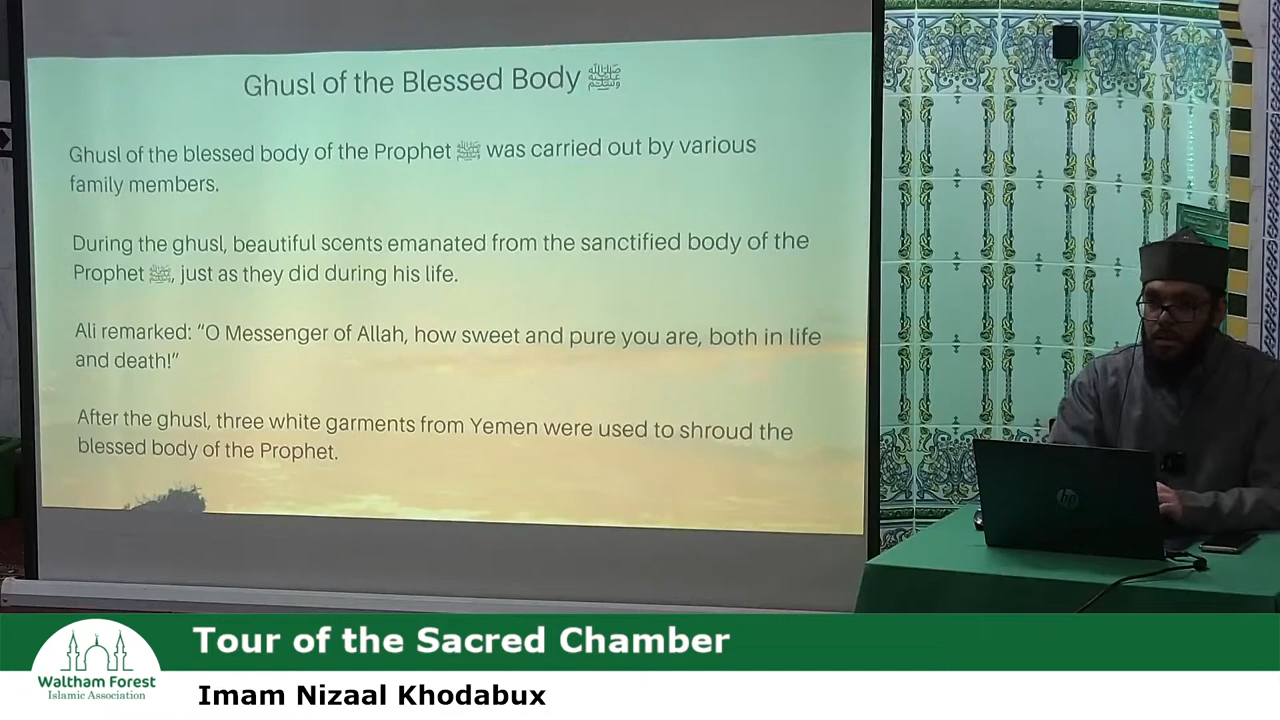 Ghusl of the Blessed Body ﷺ
Ghusl of the blessed body of the Prophet ﷺ was carried out by various
family members.
During the ghusl, beautiful scents emanated from the sanctified body of the
Prophet ﷺ, just as they did during his life.
Ali remarked: “O Messenger of Allah, how sweet and pure you are, both in life
and death!”
After the ghusl, three white garments from Yemen were used to shroud the
blessed body of the Prophet.
hp
Tour of the Sacred Chamber
Waltham Forest
Islamic Association
Imam Nizaal Khodabux